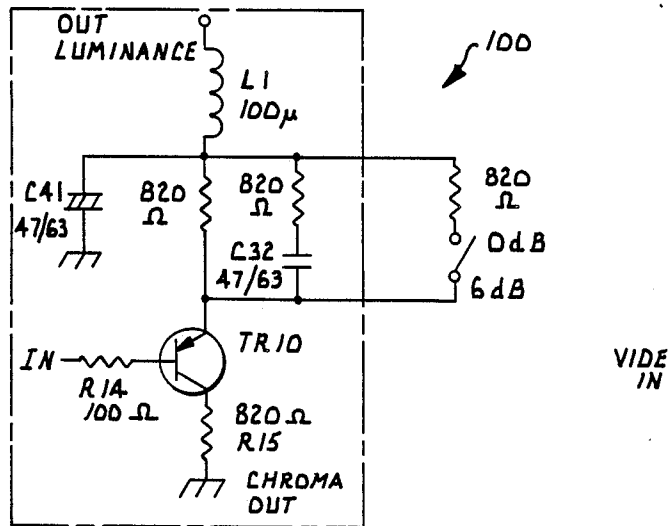 OUT
LUMINANCE
100
L1
100μ
C41
47/63
820
Ω
820
Ω
C32
47/63
820
Ω
0dB
6dB
TR10
IN
R14
100 Ω
820 Ω
R15
CHROMA
OUT
VIDE
IN